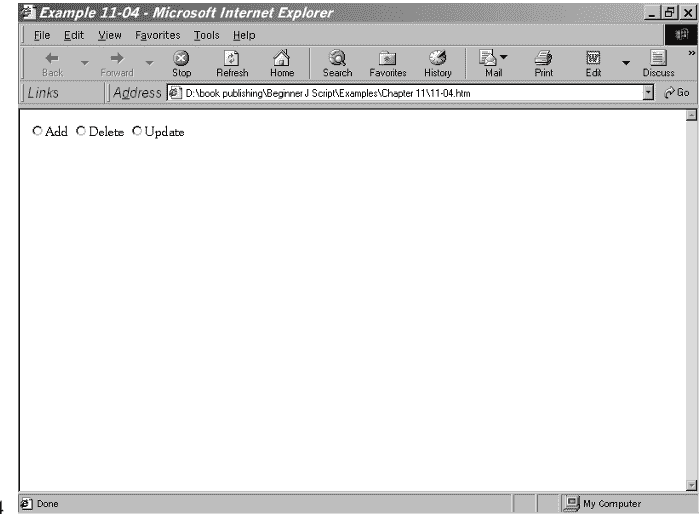 Example 11-04 - Microsoft Internet Explorer
File Edit View Favorites Tools Help
Back Forward Stop Refresh Home Search Favorites History Mail Print Edit Discuss »
Links Address D:\book publishing\Beginner J Script\Examples\Chapter 11\11-04.htm Go
Add Delete Update
4 Done My Computer